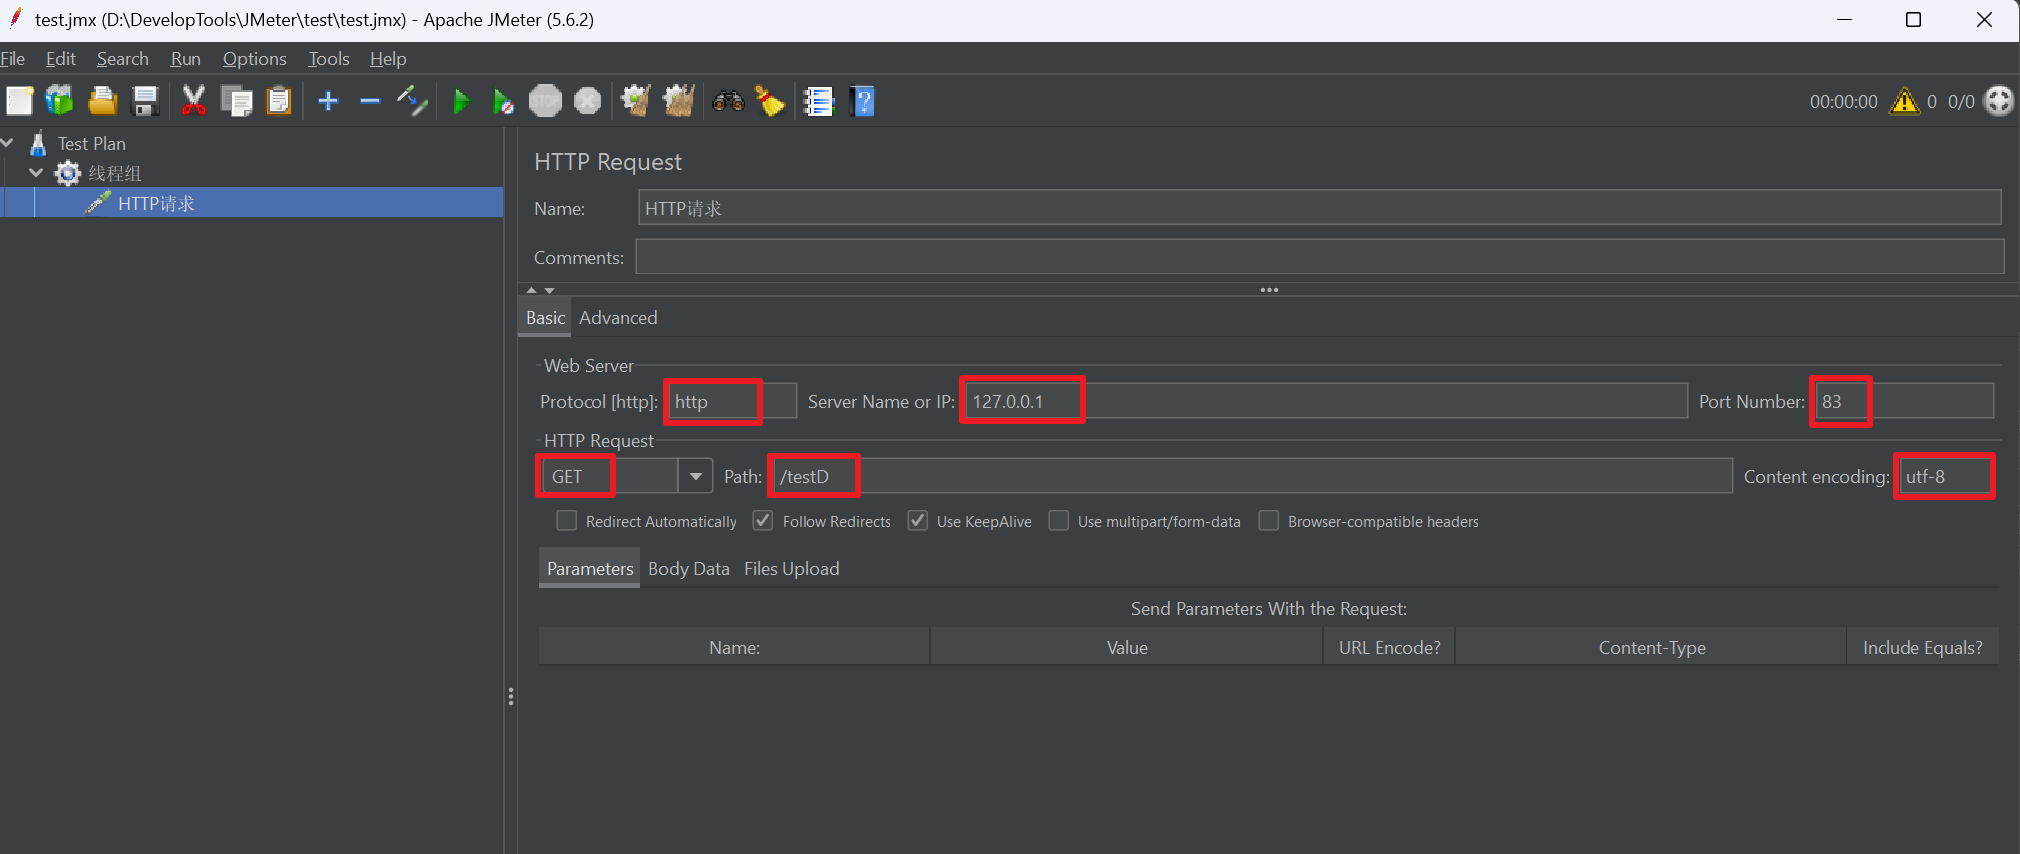 test.jmx (D:\DevelopTools\JMeter\test\test.jmx) - Apache JMeter (5.6.2)
File Edit Search Run Options Tools Help
STOP 00:00:00 0 0/0
Test Plan
线程组
HTTP请求
HTTP Request
Name: HTTP请求
Comments:
Basic Advanced
Web Server
Protocol [http]: http Server Name or IP: 127.0.0.1 Port Number: 83
HTTP Request
GET Path: /testD Content encoding: utf-8
Redirect Automatically Follow Redirects Use KeepAlive Use multipart/form-data Browser-compatible headers
Parameters Body Data Files Upload
Send Parameters With the Request:
Name: Value URL Encode? Content-Type Include Equals?